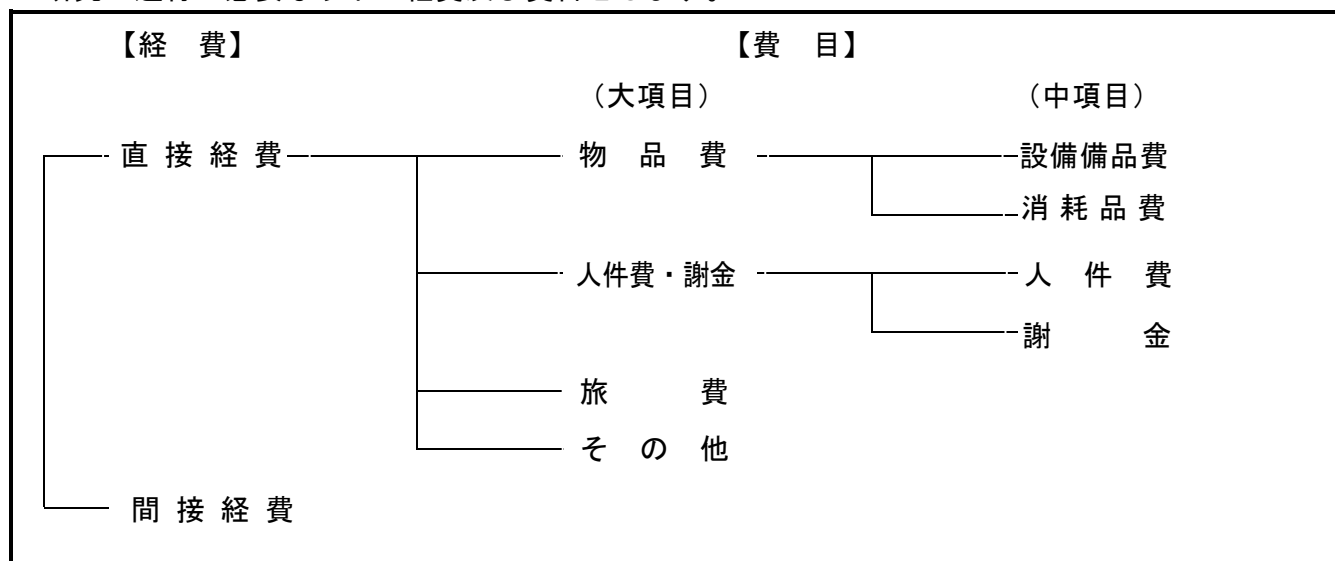 【経 費】 【費 目】
（大項目） （中項目）
直 接 経 費 物 品 費 設備備品費
消 耗 品 費
人件費・謝金 人 件 費
謝 金
旅 費
そ の 他
間 接 経 費